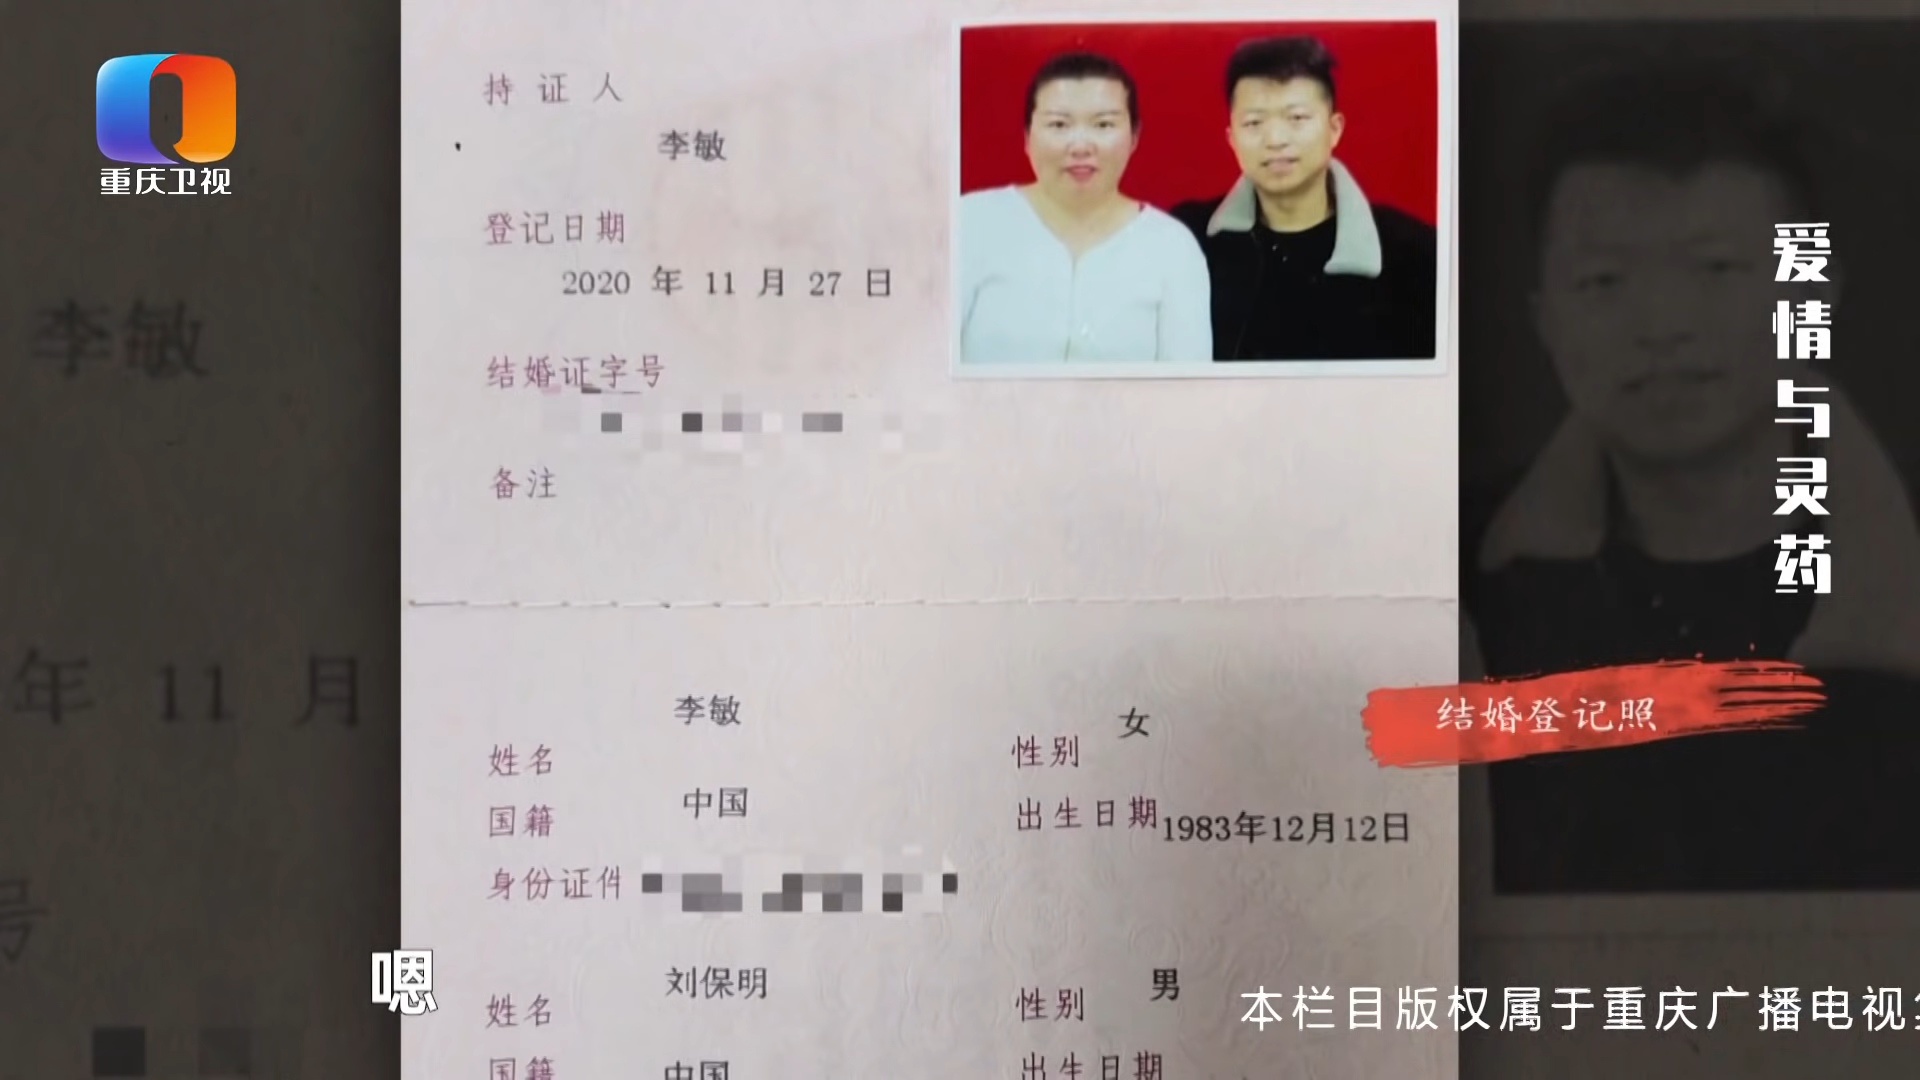 重庆卫视
持证人
李敏
登记日期
2020 年 11 月 27 日
结婚证字号
备注
李敏
姓名
女
性别
中国
国籍
出生日期
1983年12月12日
身份证件
刘保明
姓名
男
性别
国籍
中国
出生日期
李敏
年 11 月
号
爱情与灵药
结婚登记照
嗯
本栏目版权属于重庆广播电视